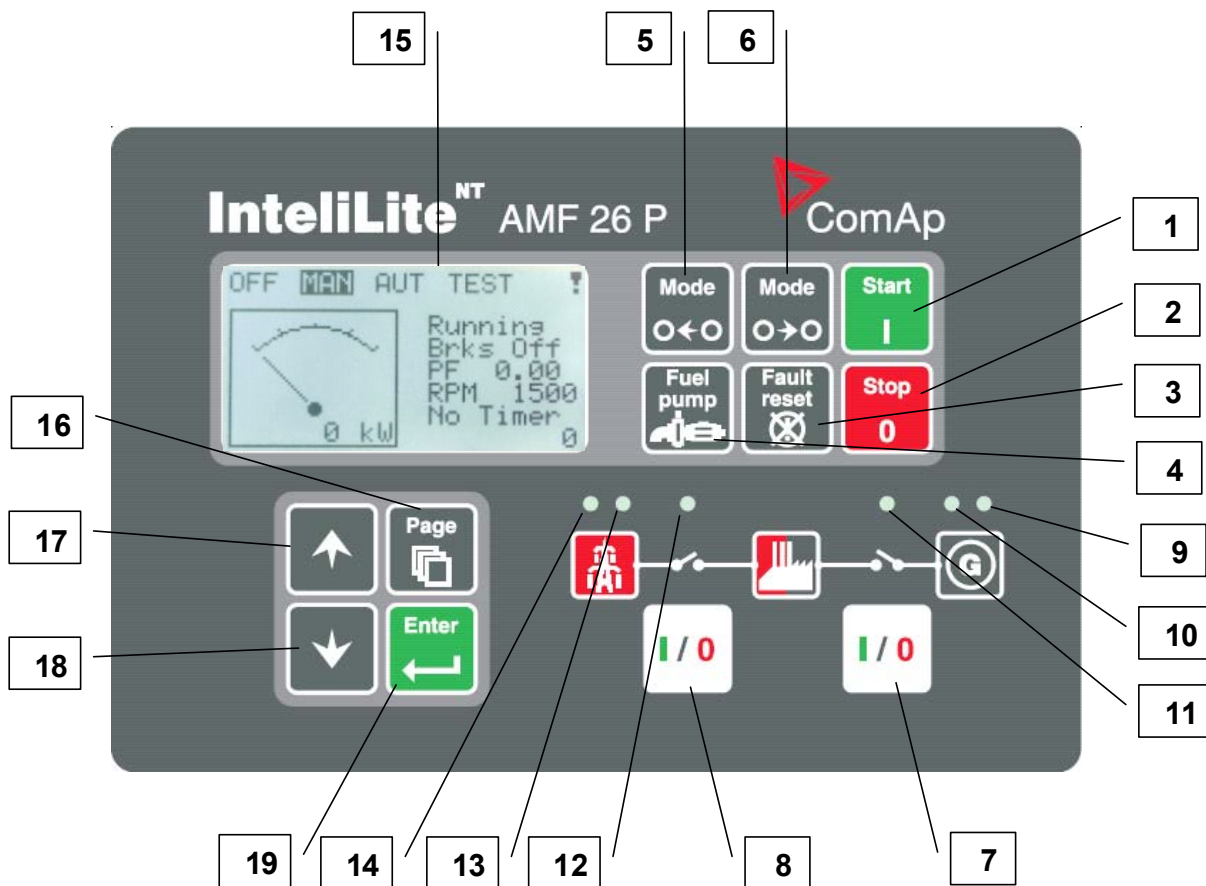 15 5 6
InteliLite NT AMF 26 P
ComAp
OFF MAN AUT TEST !
Running
Brks Off
PF 0.00
RPM 1500
No Timer
0 kW 0
Mode
Mode
Start
I
Fuel
pump
Fault
reset
Stop
0
1
2
3
4
16
17
18
Page
Enter
G
I / 0
I / 0
9
10
11
19 14 13 12 8 7